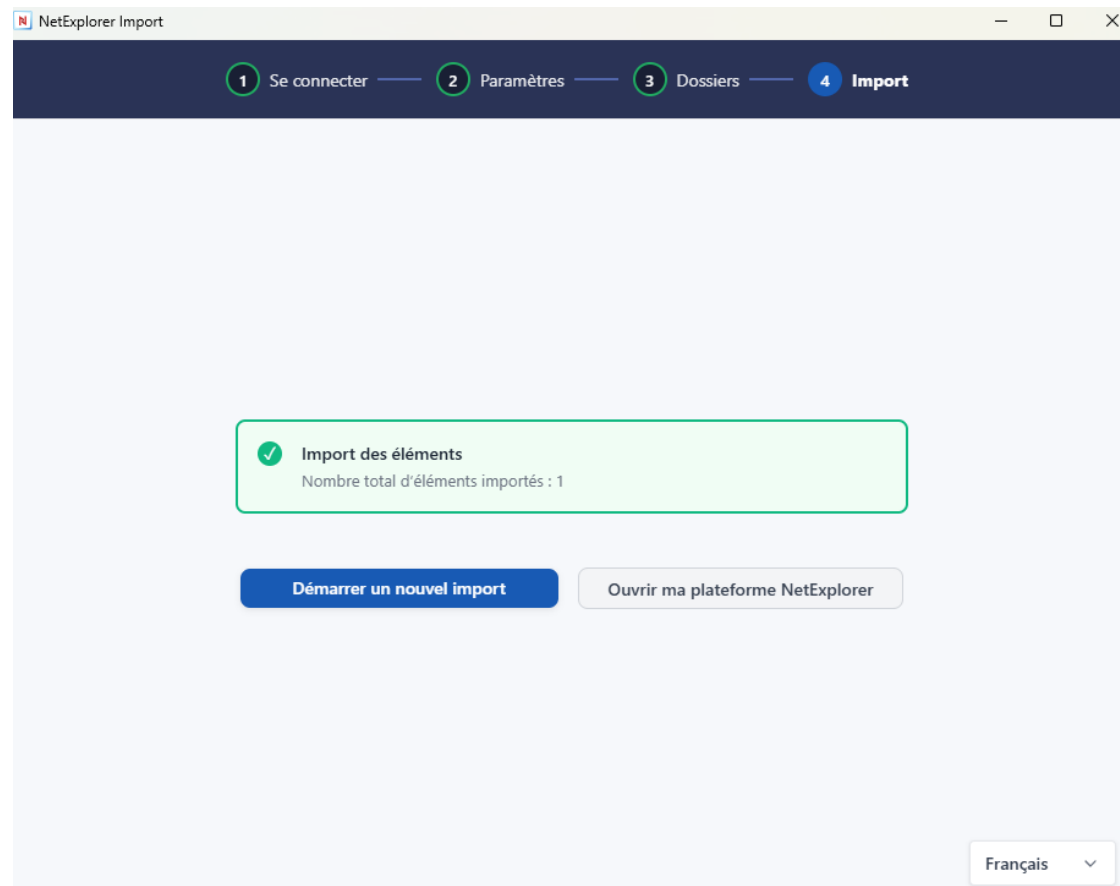 NetExplorer Import
1 Se connecter 2 Paramètres 3 Dossiers 4 Import
Import des éléments
Nombre total d'éléments importés : 1
Démarrer un nouvel import Ouvrir ma plateforme NetExplorer
Français